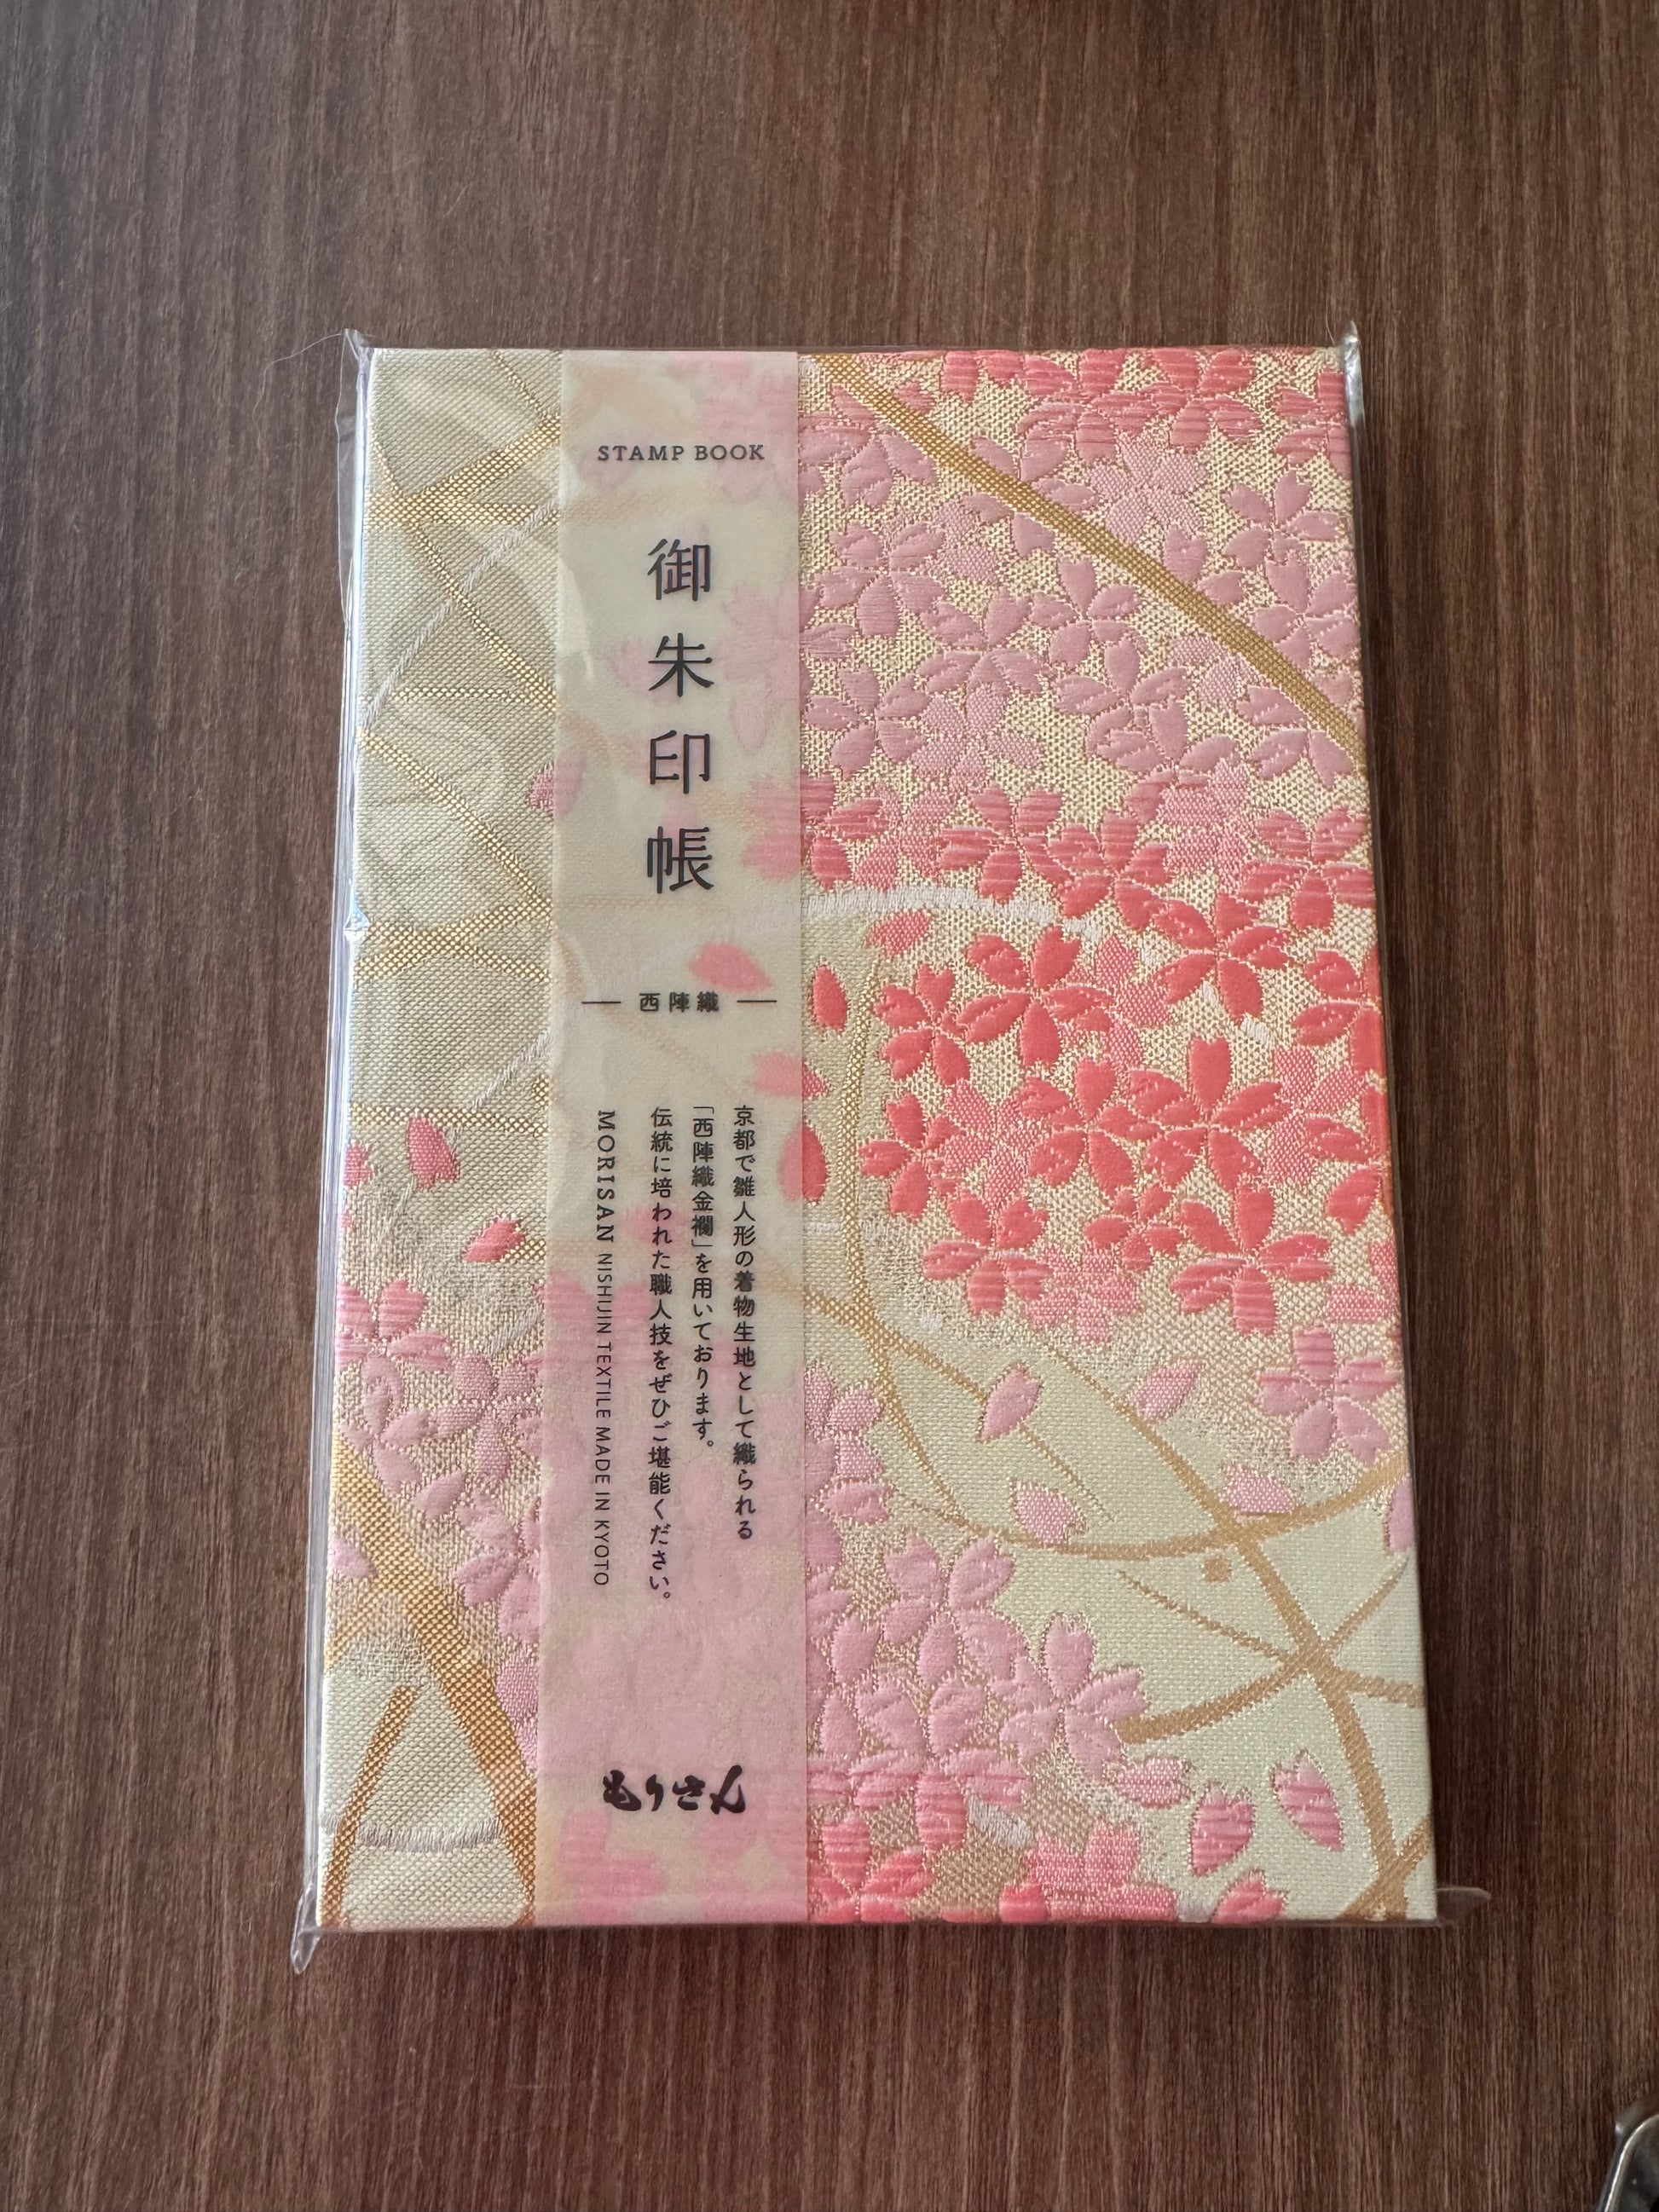 STAMP BOOK
御朱印帳
西陣織
京都で雛人形の着物生地として織られる
「西陣織金襴」を用いております。
伝統に培われた職人技をぜひご堪能ください。
MORISAN NISHIJIN TEXTILE MADE IN KYOTO
もりさん